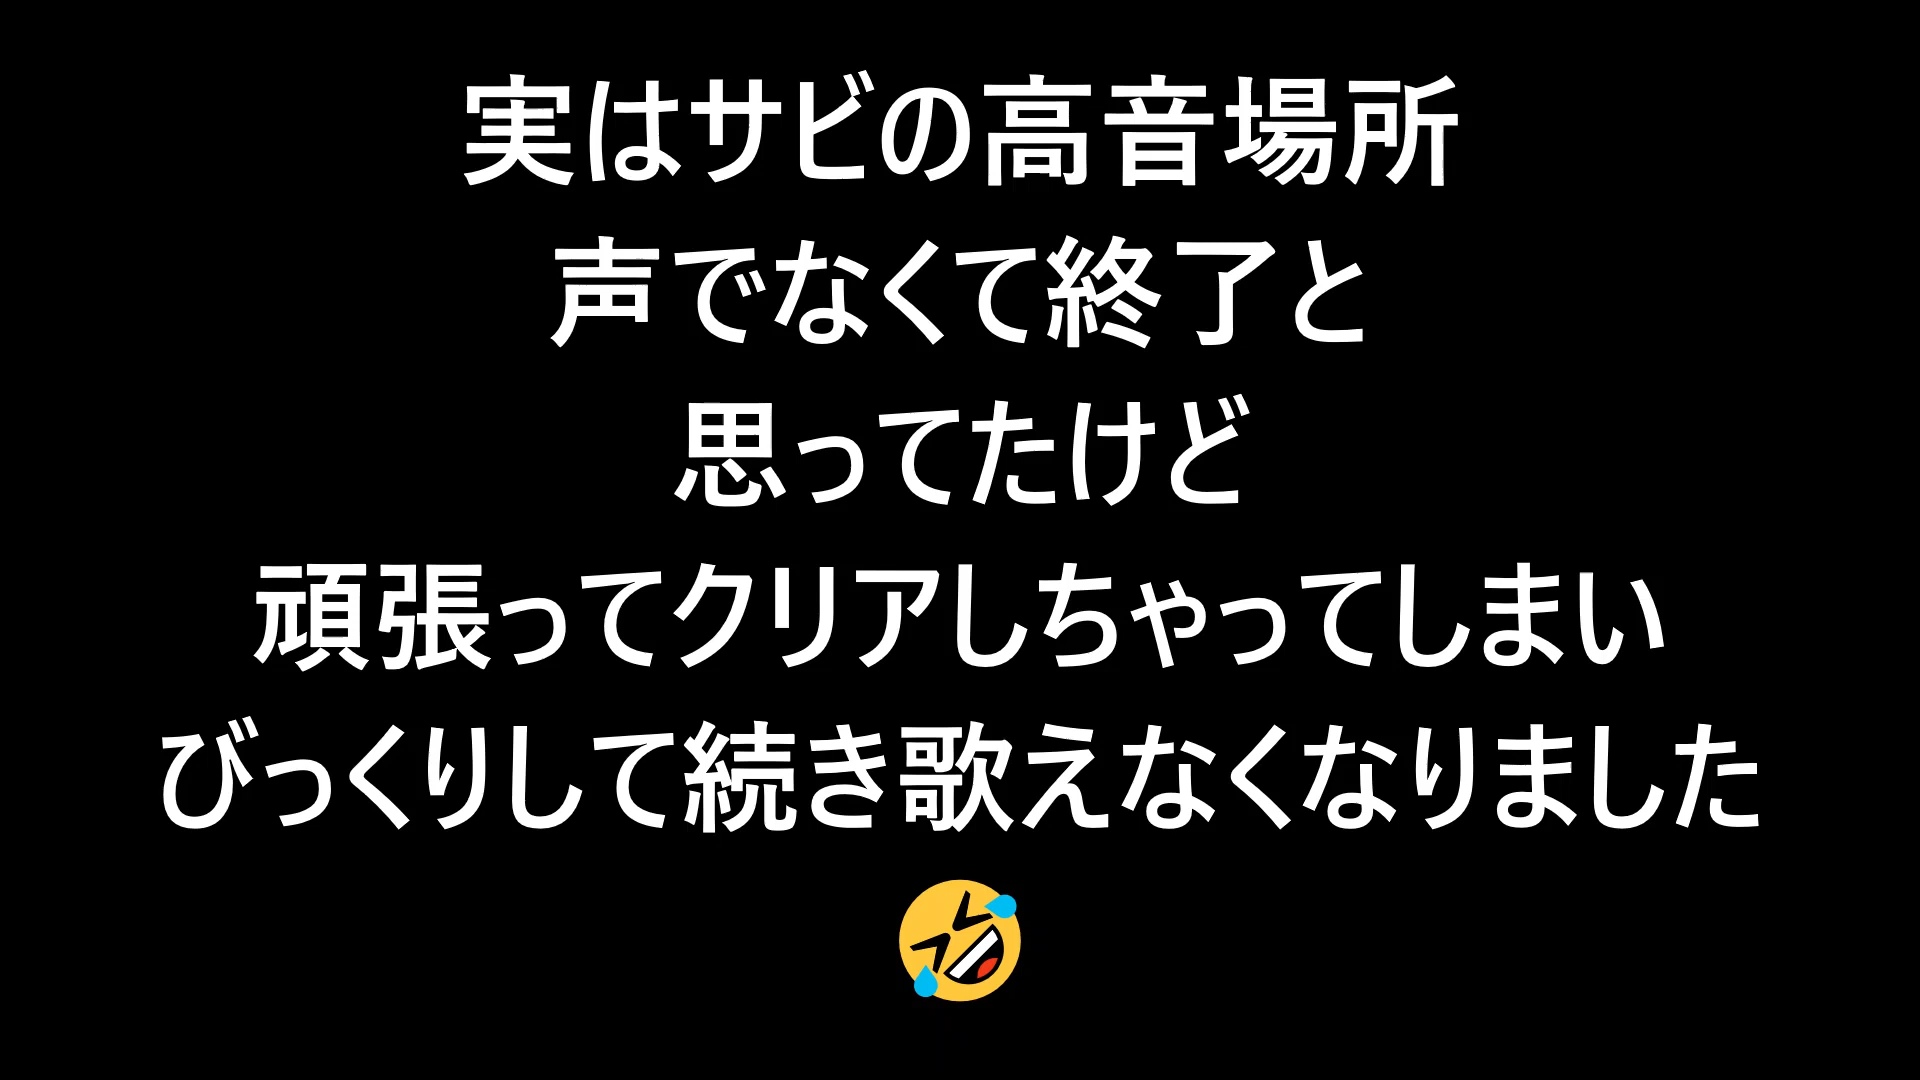 実はサビの高音場所
声でなくて終了と
思ってたけど
頑張ってクリアしちゃってしまい
びっくりして続き歌えなくなりました
🤣